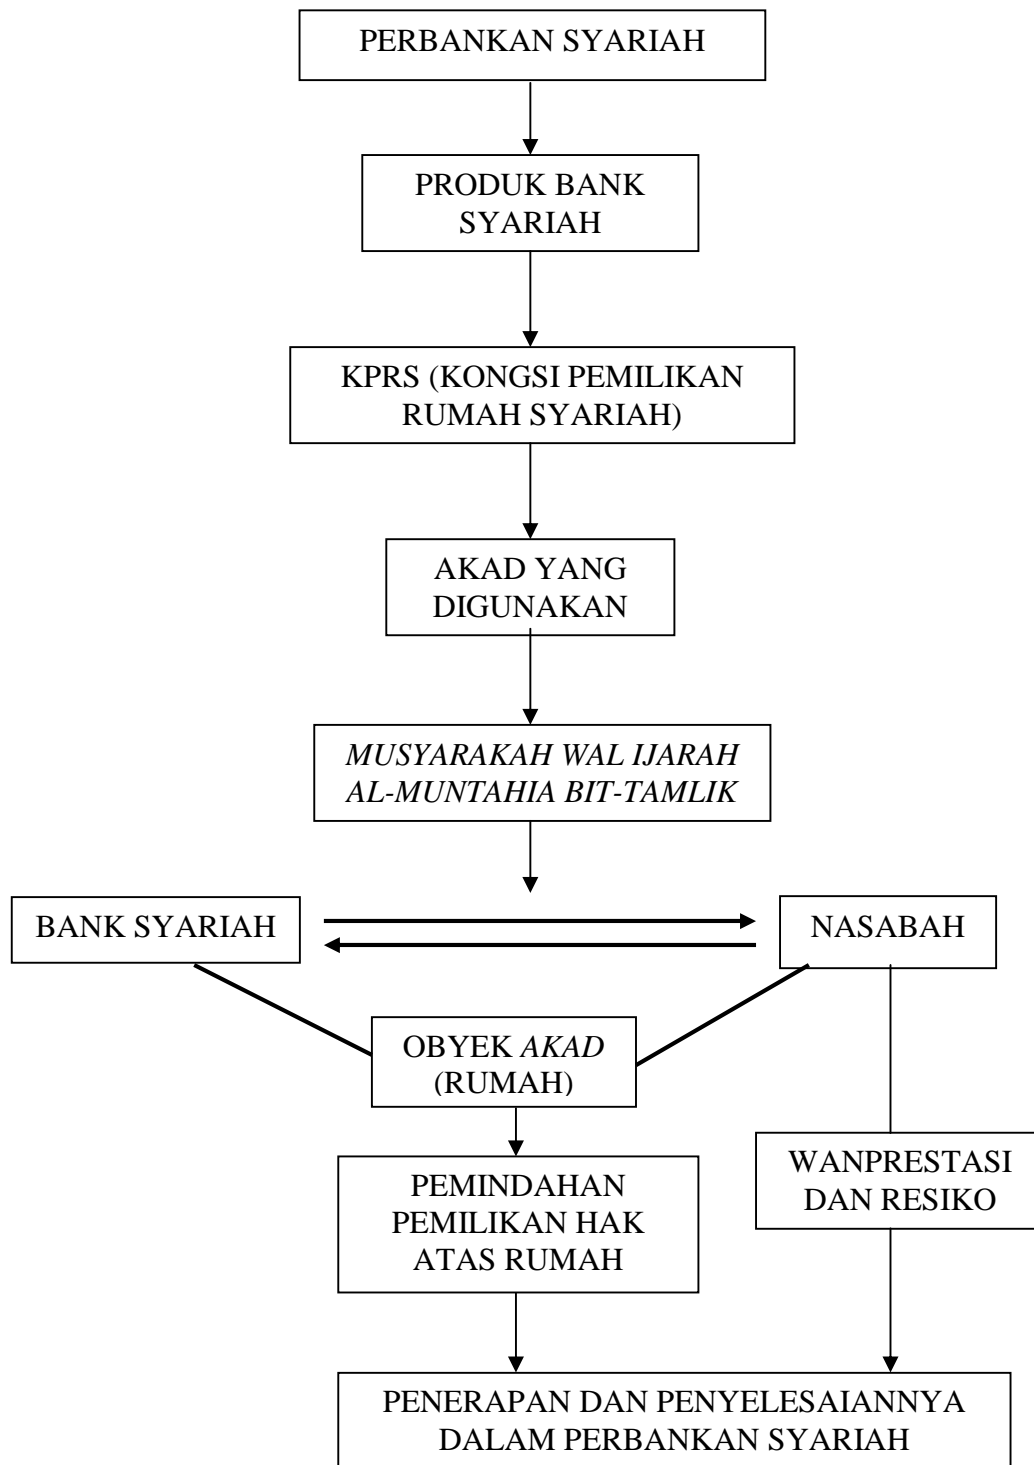 PERBANKAN SYARIAH
PRODUK BANK
SYARIAH
KPRS (KONGSI PEMILIKAN
RUMAH SYARIAH)
AKAD YANG
DIGUNAKAN
MUSYARAKAH WAL IJARAH
AL-MUNTAHIA BIT-TAMLIK
BANK SYARIAH
NASABAH
OBYEK AKAD
(RUMAH)
WANPRESTASI
DAN RESIKO
PEMINDAHAN
PEMILIKAN HAK
ATAS RUMAH
PENERAPAN DAN PENYELESAIANNYA
DALAM PERBANKAN SYARIAH